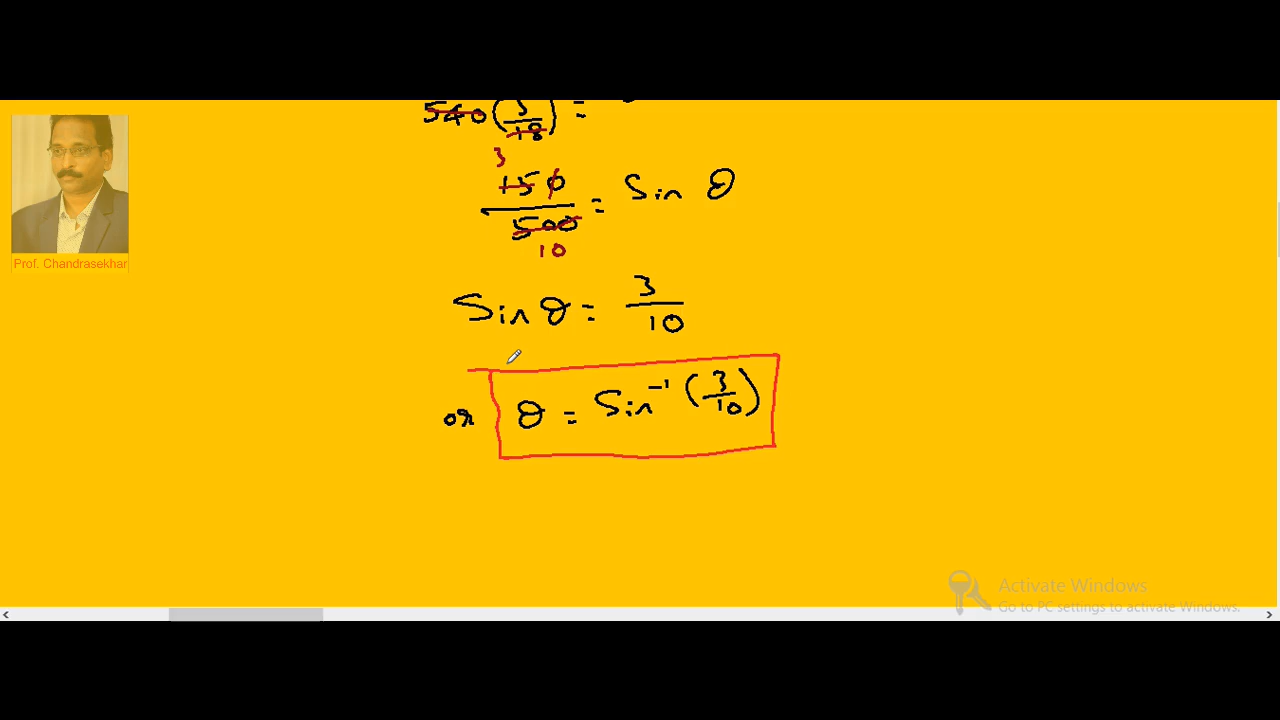 540 (3/18) =
3
150/500 = Sin θ
10
Sin θ = 3/10
or θ = Sin⁻¹ (3/10)
Prof. Chandrasekhar
Activate Windows
Go to PC settings to activate Windows.